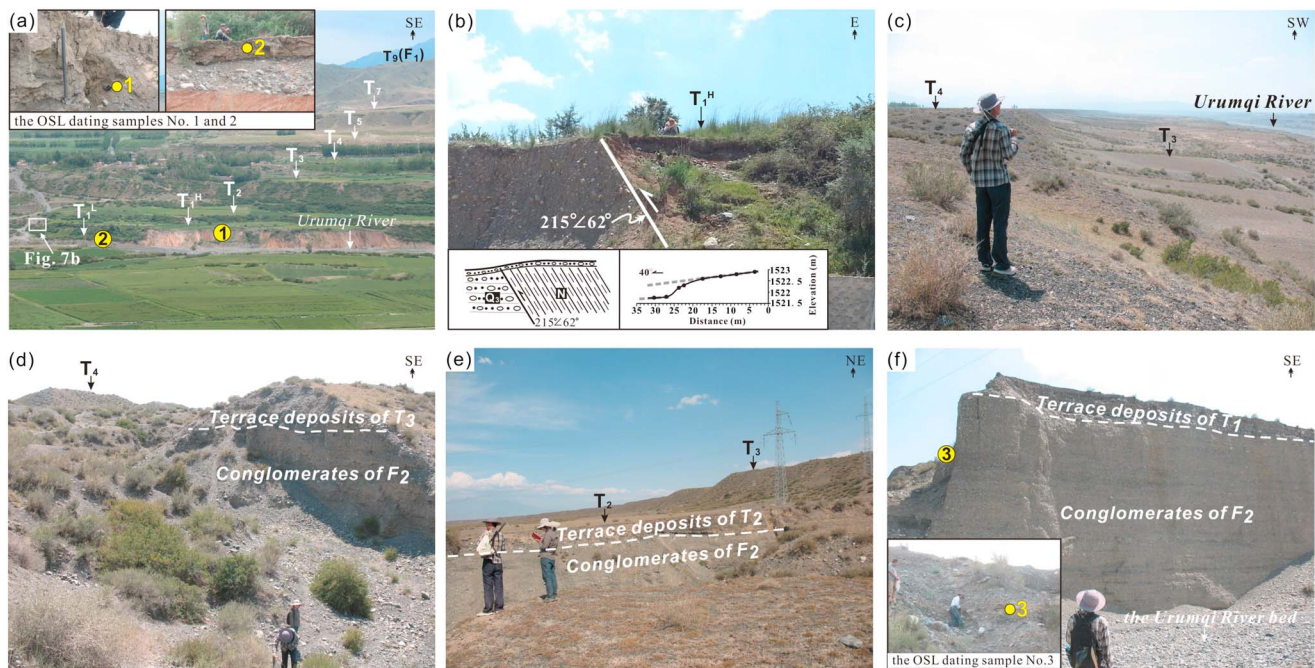 (a)
SE
1
2
the OSL dating samples No. 1 and 2
T9(F1)
T7
T5
T4
T3
T2
T1H
T1L
Urumqi River
1
2
Fig. 7b
(b)
E
T1H
215°∠62°
Q3
N
215°∠62°
40
1523
1522.5
1522
1521.5
Elevation (m)
35 30 25 20 15 10 5 0
Distance (m)
(c)
SW
T4
Urumqi River
T3
(d)
SE
T4
Terrace deposits of T3
Conglomerates of F2
(e)
NE
T3
T2
Terrace deposits of T2
Conglomerates of F2
(f)
SE
Terrace deposits of T1
3
Conglomerates of F2
3
the Urumqi River bed
the OSL dating sample No.3